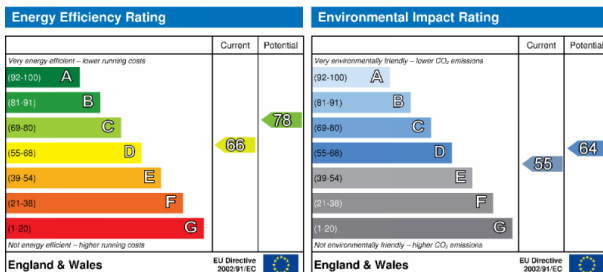 Energy Efficiency Rating
Current Potential
Very energy efficient – lower running costs
(92-100) A
(81-91) B
(69-80) C
(55-68) D
(39-54) E
(21-38) F
(1-20) G
66
78
Not energy efficient – higher running costs
England & Wales
EU Directive
2002/91/EC
Environmental Impact Rating
Current Potential
Very environmentally friendly – lower CO₂ emissions
(92-100) A
(81-91) B
(69-80) C
(55-68) D
(39-54) E
(21-38) F
(1-20) G
55
64
Not environmentally friendly – higher CO₂ emissions
England & Wales
EU Directive
2002/91/EC